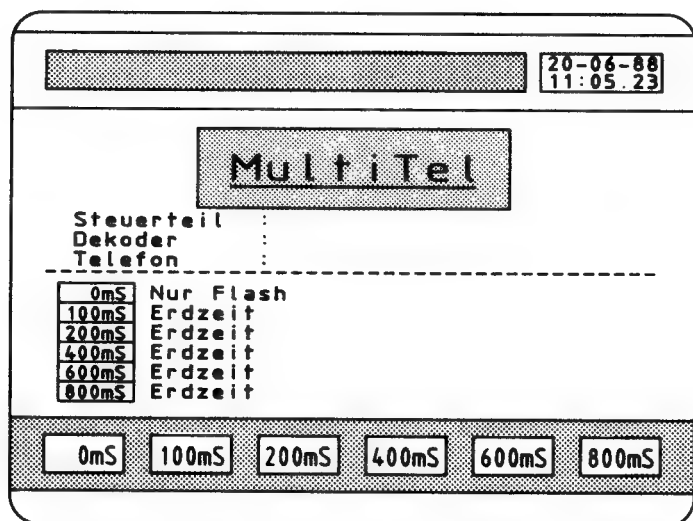 20-06-88
11:05.23
MultiTel
Steuerteil :
Dekoder :
Telefon :
0mS Nur Flash
100mS Erdzeit
200mS Erdzeit
400mS Erdzeit
600mS Erdzeit
800mS Erdzeit
0mS 100mS 200mS 400mS 600mS 800mS